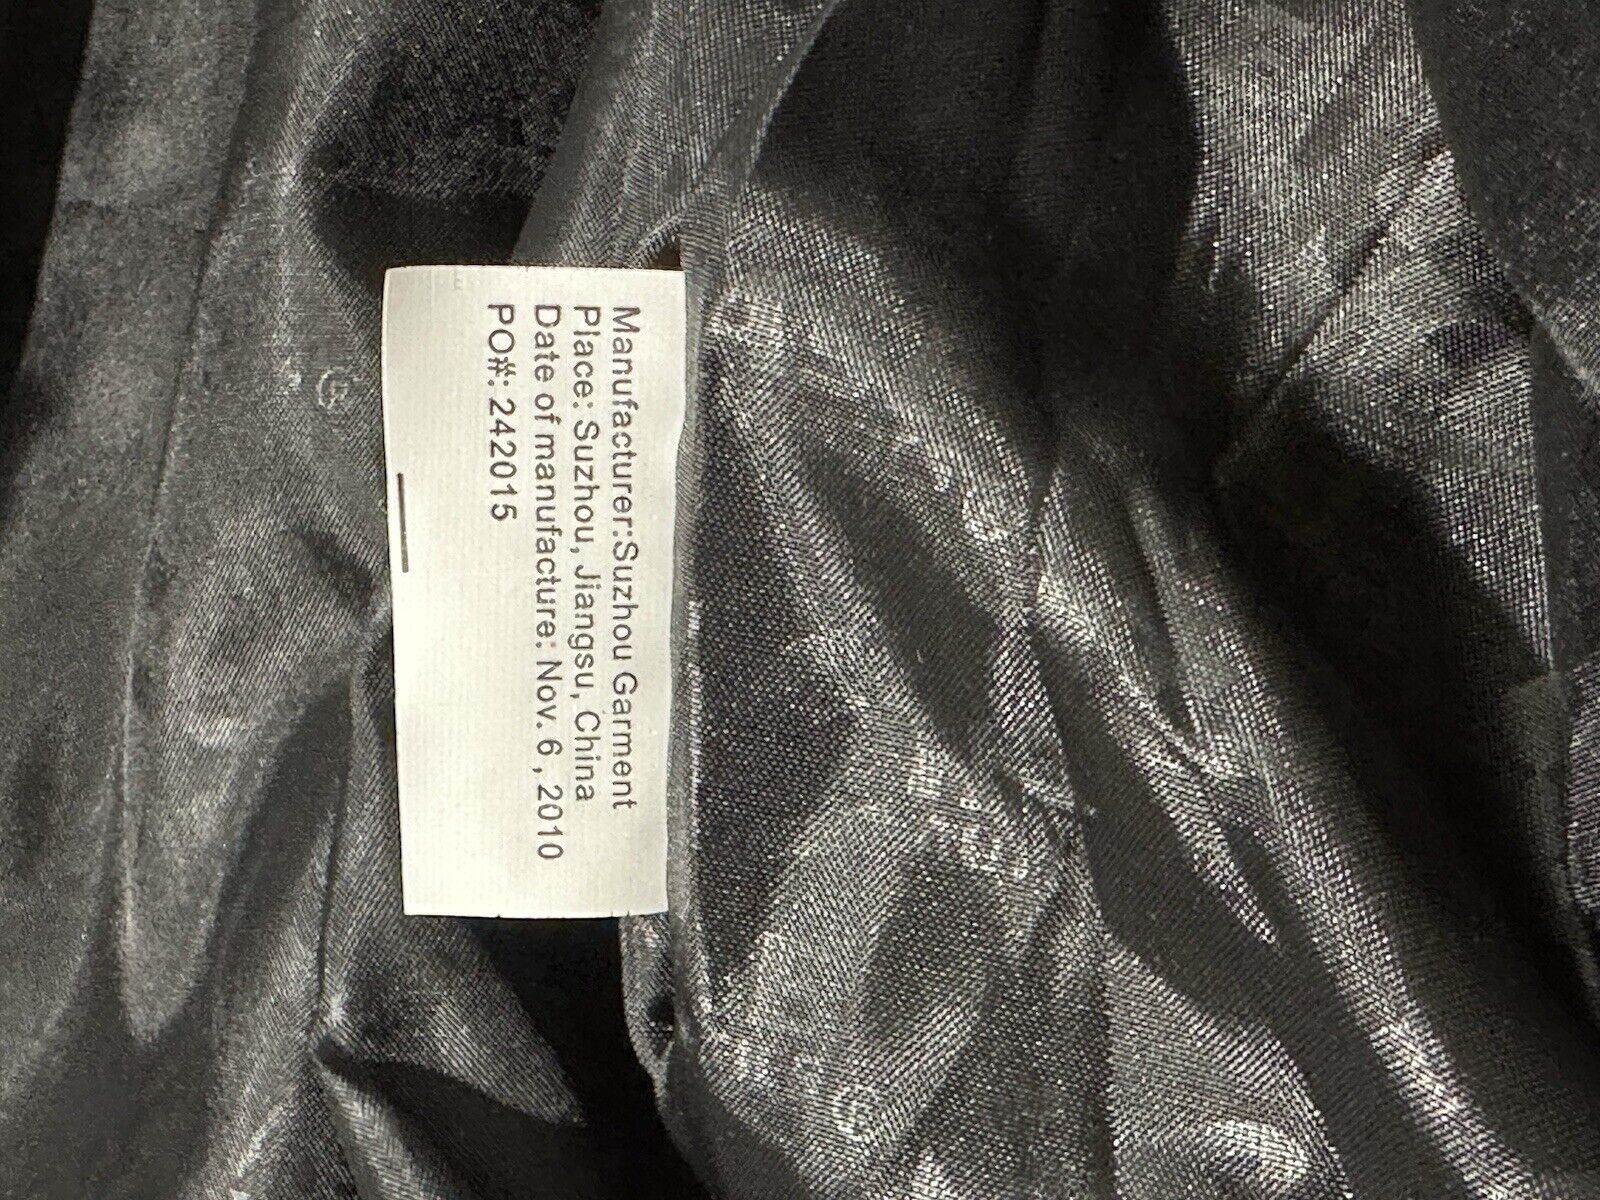 Manufacturer:Suzhou Garment
Place: Suzhou, Jiangsu, China
Date of manufacture: Nov. 6 , 2010
PO#: 242015